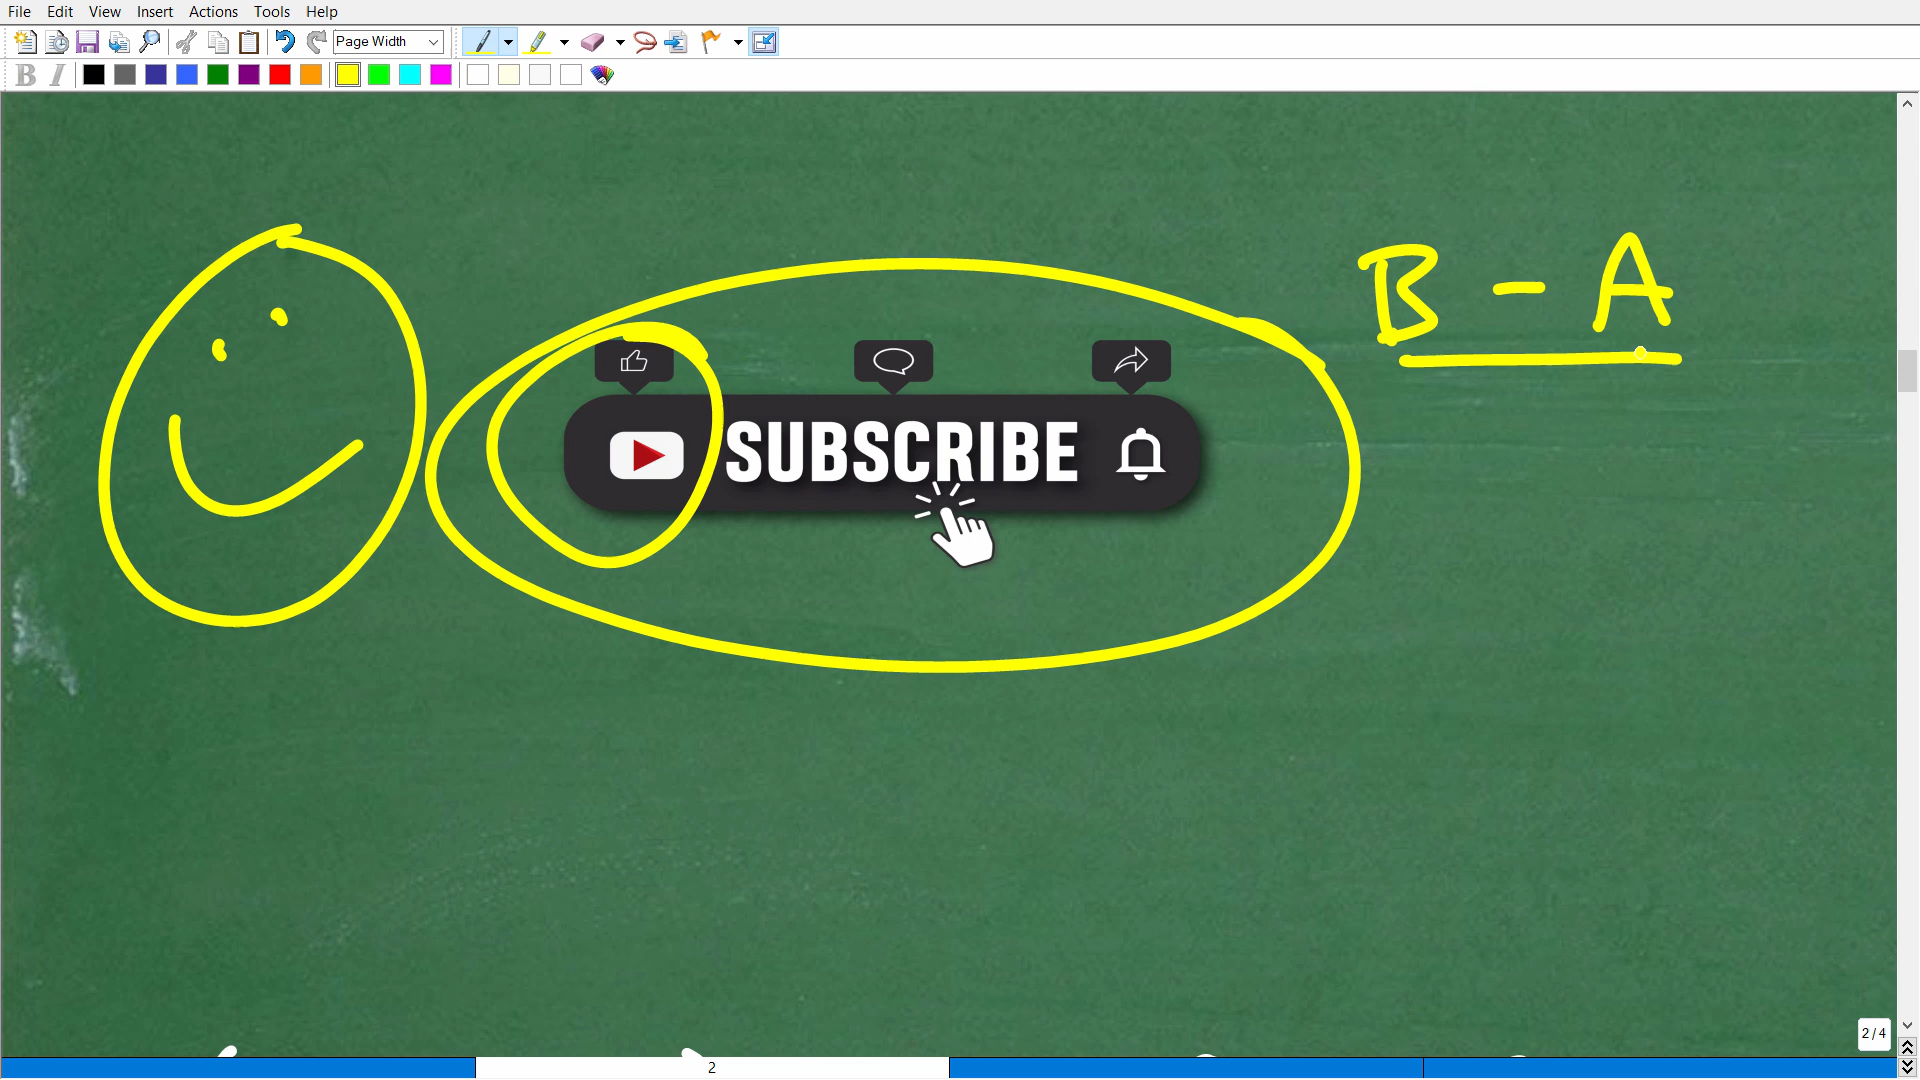 File Edit View Insert Actions Tools Help
Page Width
B I
B - A
SUBSCRIBE
2 / 4
2